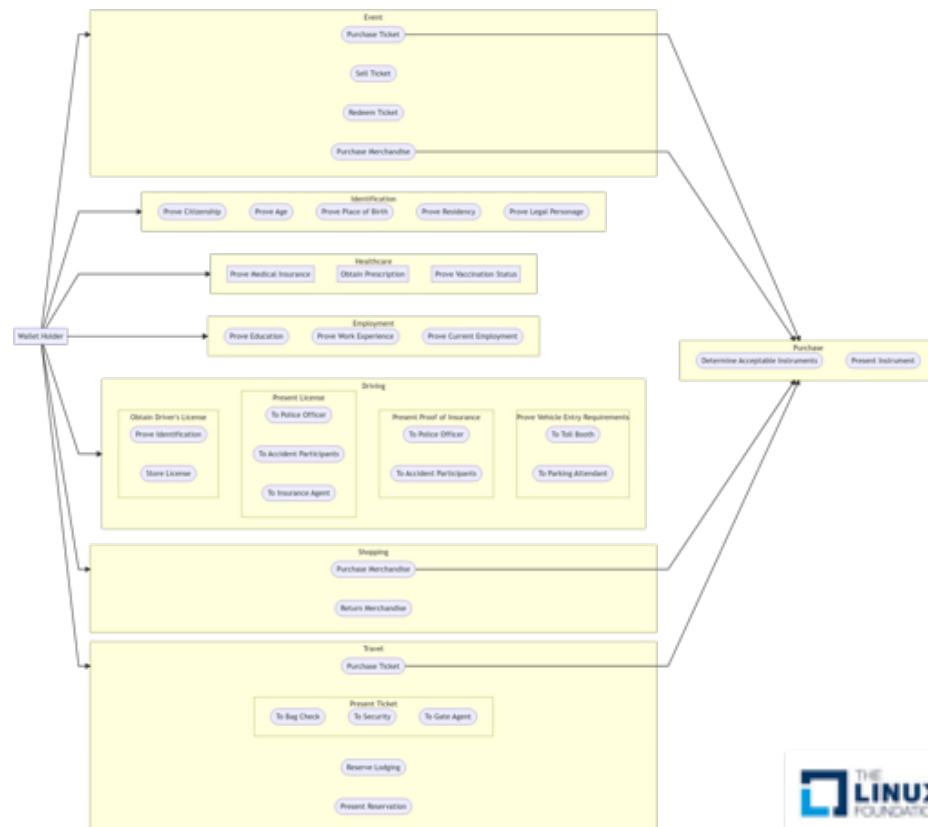 Event
Purchase Ticket
Sell Ticket
Redeem Ticket
Purchase Merchandise
Identification
Prove Citizenship
Prove Age
Prove Place of Birth
Prove Residency
Prove Legal Personage
Healthcare
Prove Medical Insurance
Obtain Prescription
Prove Vaccination Status
Wallet Holder
Employment
Prove Education
Prove Work Experience
Prove Current Employment
Purchase
Determine Acceptable Instruments
Present Instrument
Driving
Obtain Driver's License
Prove Identification
Store License
Present License
To Police Officer
To Accident Participants
To Insurance Agent
Present Proof of Insurance
To Police Officer
To Accident Participants
Prove Vehicle Entry Requirements
To Toll Booth
To Parking Attendant
Shopping
Purchase Merchandise
Return Merchandise
Travel
Purchase Ticket
Present Ticket
To Bag Check
To Security
To Gate Agent
Reserve Lodging
Present Reservation
THE
LINUX
FOUNDATIO